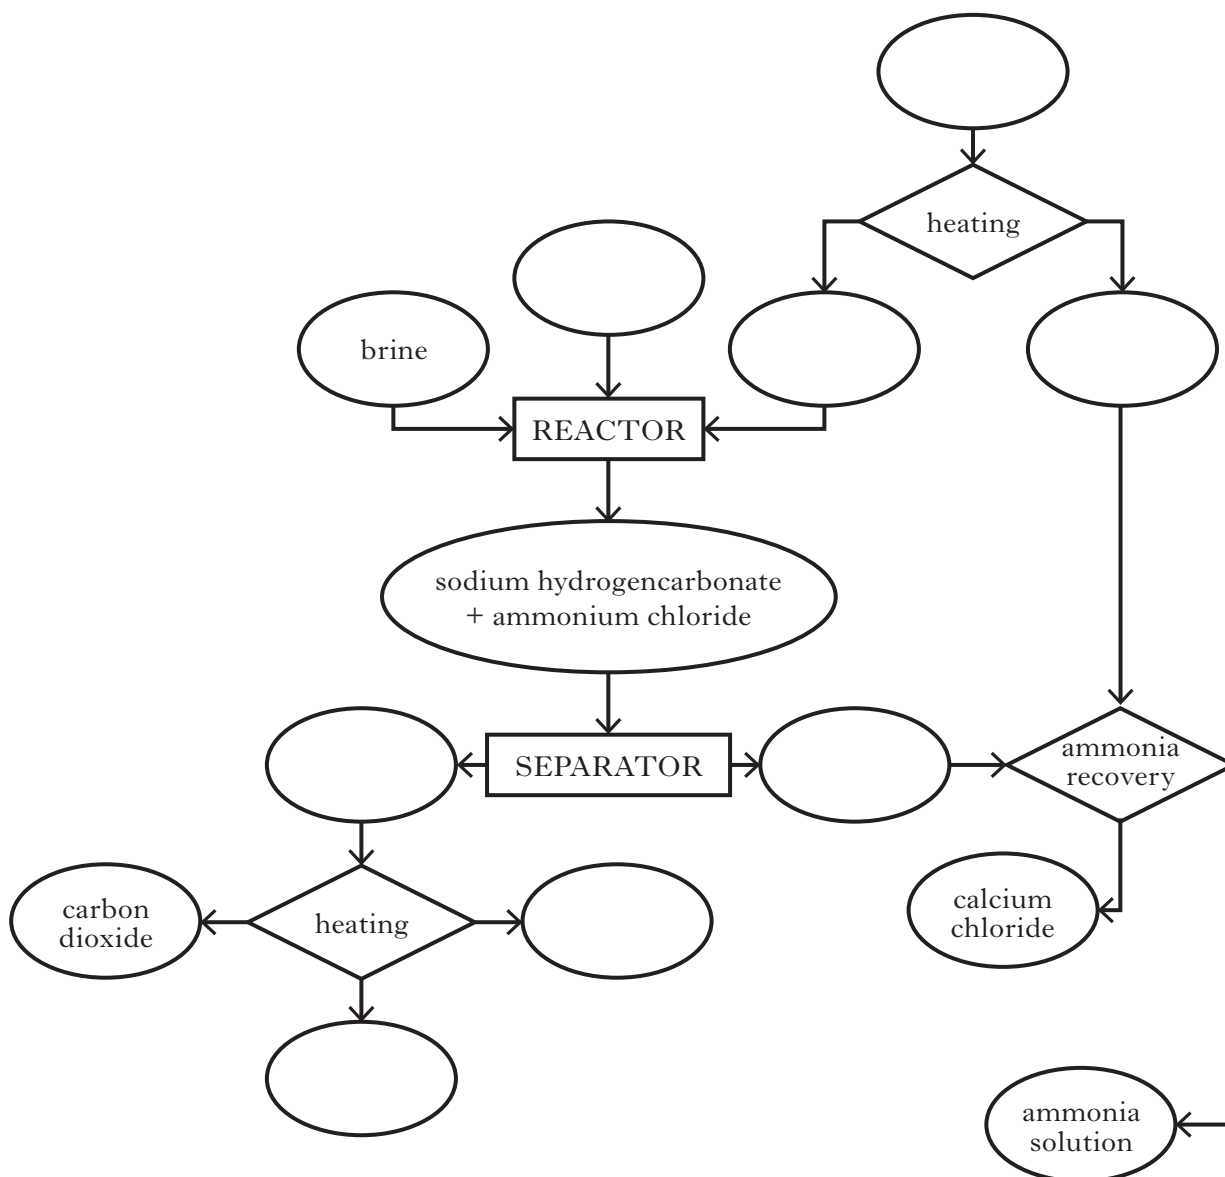 heating
brine
REACTOR
sodium hydrogencarbonate
+ ammonium chloride
SEPARATOR
ammonia
recovery
carbon
dioxide
heating
calcium
chloride
ammonia
solution